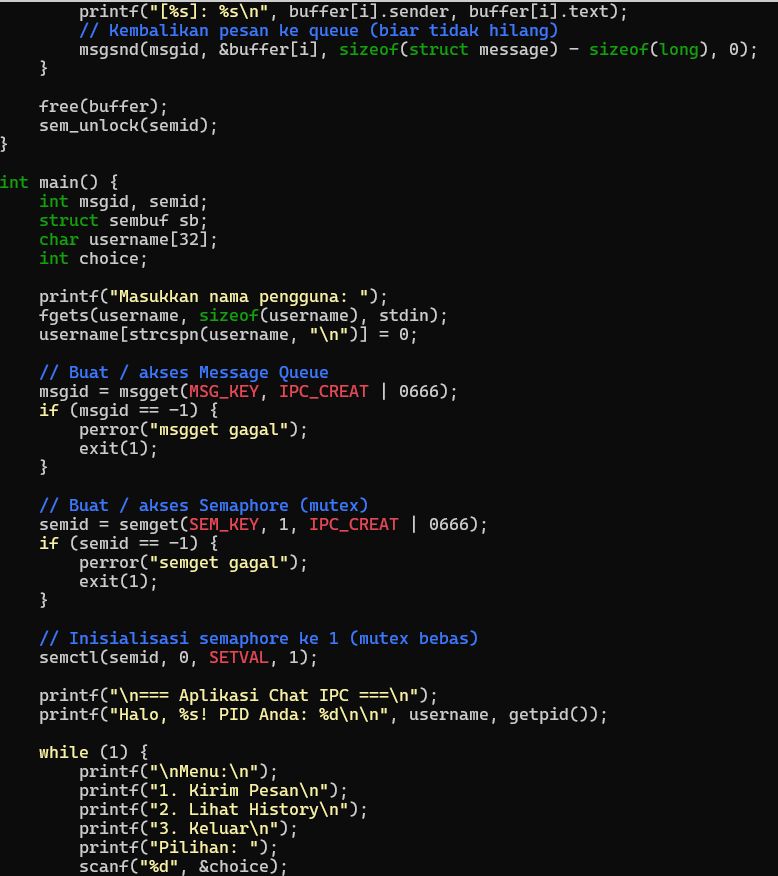 printf("[%s]: %s\n", buffer[i].sender, buffer[i].text);
        // Kembalikan pesan ke queue (biar tidak hilang)
        msgsnd(msgid, &buffer[i], sizeof(struct message) - sizeof(long), 0);
    }

    free(buffer);
    sem_unlock(semid);
}

int main() {
    int msgid, semid;
    struct sembuf sb;
    char username[32];
    int choice;

    printf("Masukkan nama pengguna: ");
    fgets(username, sizeof(username), stdin);
    username[strcspn(username, "\n")] = 0;

    // Buat / akses Message Queue
    msgid = msgget(MSG_KEY, IPC_CREAT | 0666);
    if (msgid == -1) {
        perror("msgget gagal");
        exit(1);
    }

    // Buat / akses Semaphore (mutex)
    semid = semget(SEM_KEY, 1, IPC_CREAT | 0666);
    if (semid == -1) {
        perror("semget gagal");
        exit(1);
    }

    // Inisialisasi semaphore ke 1 (mutex bebas)
    semctl(semid, 0, SETVAL, 1);

    printf("\n=== Aplikasi Chat IPC ===\n");
    printf("Halo, %s! PID Anda: %d\n\n", username, getpid());

    while (1) {
        printf("\nMenu:\n");
        printf("1. Kirim Pesan\n");
        printf("2. Lihat History\n");
        printf("3. Keluar\n");
        printf("Pilihan: ");
        scanf("%d", &choice);